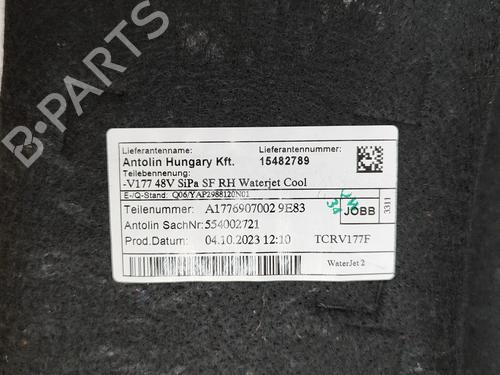 B-PARTS
Lieferantenname:
Lieferantennummer:
Antolin Hungary Kft.
15482789
Teilebennenung:
-V177 48V SiPa SF RH Waterjet Cool
E-/Q-Stand: Q06/YAP2988120N01
Teilenummer: A1776907002 9E83
JOBB
3311
Antolin SachNr: 554002721
Prod.Datum: 04.10.2023 12:10
TCRV177F
WaterJet 2